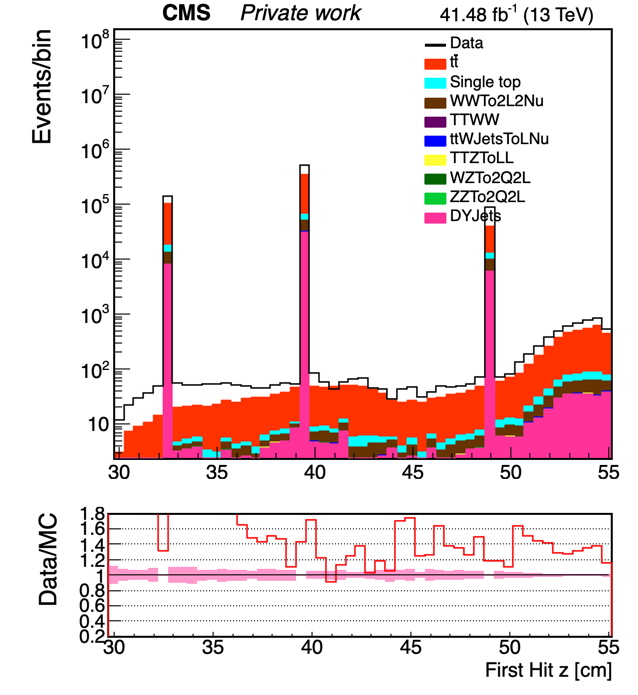 CMS Private work 41.48 fb⁻¹ (13 TeV)
Events/bin
10⁸
10⁷
10⁶
10⁵
10⁴
10³
10²
10
Data
tt̄
Single top
WWTo2L2Nu
TTWW
ttWJetsToLNu
TTZToLL
WZTo2Q2L
ZZTo2Q2L
DYJets
30 35 40 45 50 55
Data/MC
1.8
1.6
1.4
1.2
1
0.8
0.6
0.4
0.2
30 35 40 45 50 55
First Hit z [cm]